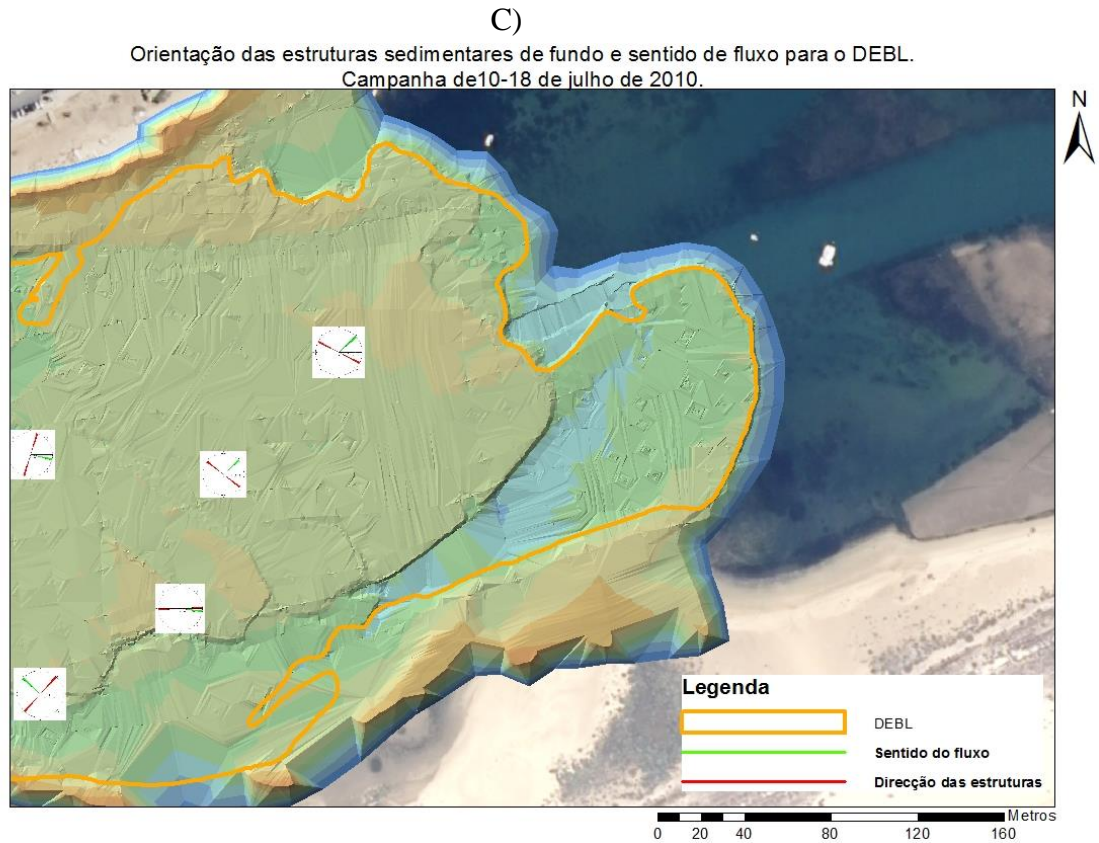 C)
Orientação das estruturas sedimentares de fundo e sentido de fluxo para o DEBL.
Campanha de10-18 de julho de 2010.
N
Legenda
DEBL
Sentido do fluxo
Direcção das estruturas
Metros
0 20 40 80 120 160